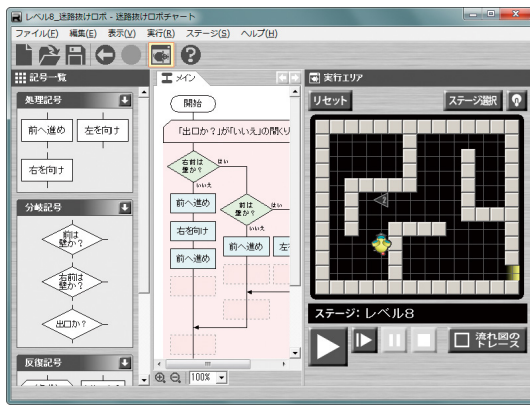 レベル8_迷路抜けロボ - 迷路抜けロボチャート
ファイル(F) 編集(E) 表示(V) 実行(R) ステージ(S) ヘルプ(H)
記号一覧
処理記号
前へ進め 左を向け
右を向け
分岐記号
前は
壁か?
右前は
壁か?
出口か?
反復記号
メイン
開始
「出口か?」が「いいえ」の間くり
右前は
壁か?
はい
いいえ
前へ進め
右を向け
前へ進め
前は
壁か?
はい
いいえ
前へ進め
左
100%
実行エリア
リセット ステージ選択
ステージ: レベル8
流れ図の
トレース